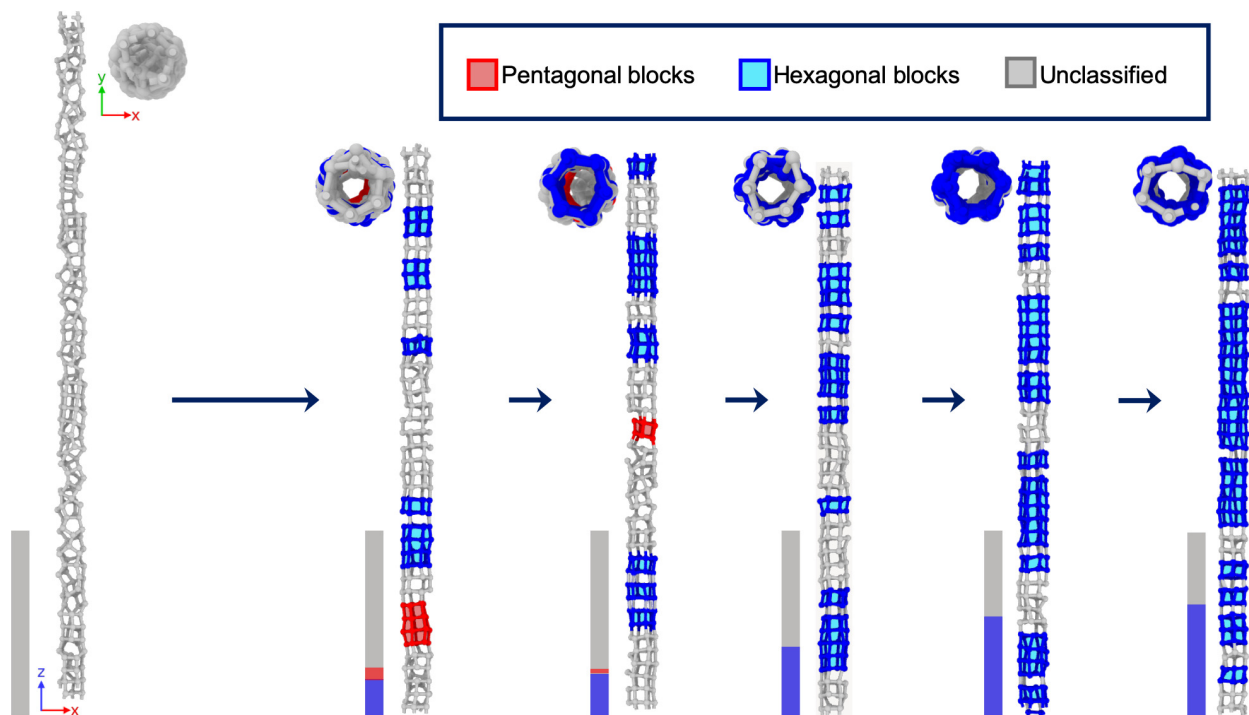 Pentagonal blocks
Hexagonal blocks
Unclassified
y
x
z
x